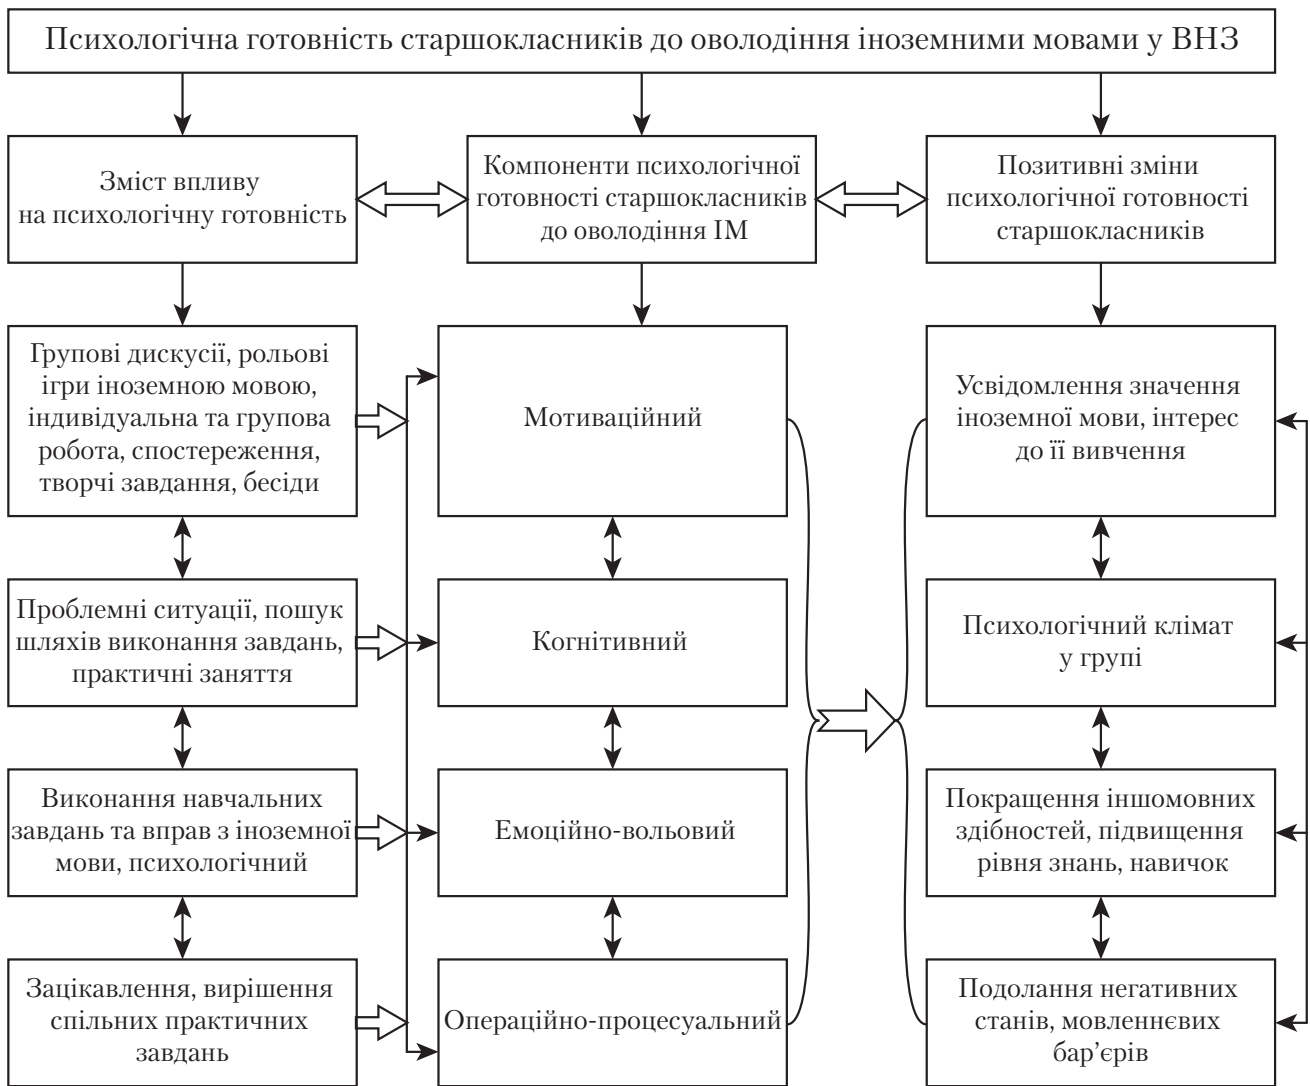 Психологічна готовність старшокласників до оволодіння іноземними мовами у ВНЗ
Зміст впливу
на психологічну готовність
Компоненти психологічної
готовності старшокласників
до оволодіння ІМ
Позитивні зміни
психологічної готовності
старшокласників
Групові дискусії, рольові
ігри іноземною мовою,
індивідуальна та групова
робота, спостереження,
творчі завдання, бесіди
Мотиваційний
Усвідомлення значення
іноземної мови, інтерес
до її вивчення
Проблемні ситуації, пошук
шляхів виконання завдань,
практичні заняття
Когнітивний
Психологічний клімат
у групі
Виконання навчальних
завдань та вправ з іноземної
мови, психологічний
Емоційно-вольовий
Покращення іншомовних
здібностей, підвищення
рівня знань, навичок
Зацікавлення, вирішення
спільних практичних
завдань
Операційно-процесуальний
Подолання негативних
станів, мовленнєвих
бар’єрів